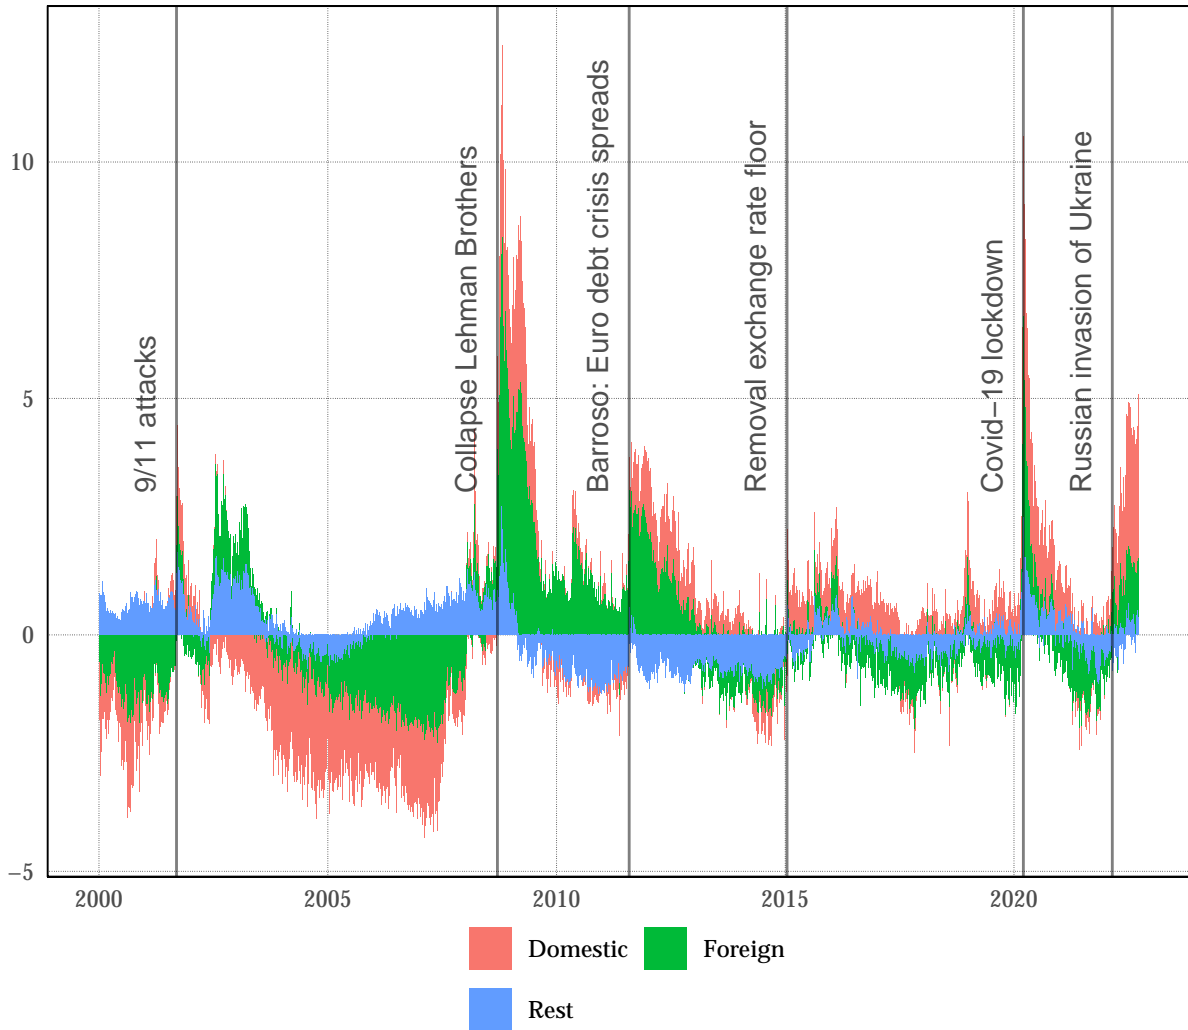 10
5
0
−5
9/11 attacks
Collapse Lehman Brothers
Barroso: Euro debt crisis spreads
Removal exchange rate floor
Covid−19 lockdown
Russian invasion of Ukraine
2000
2005
2010
2015
2020
Domestic
Foreign
Rest